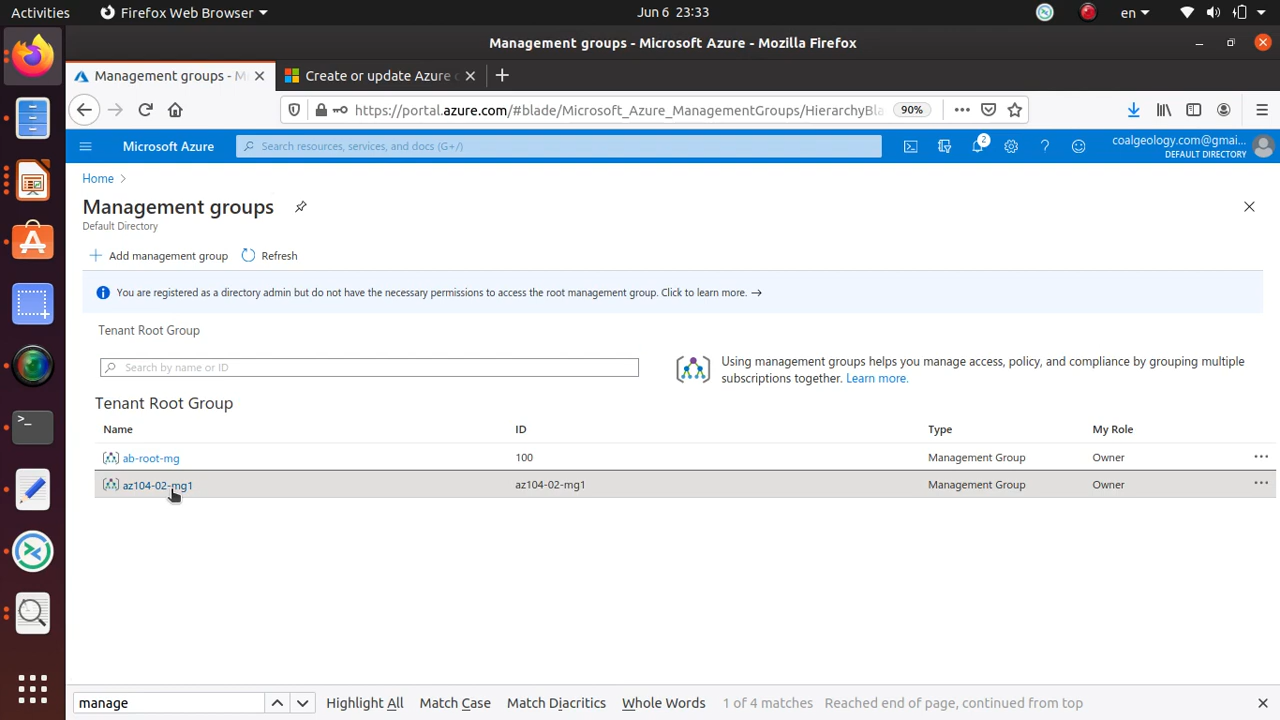 Activities
Firefox Web Browser
Jun 6 23:33
en
Management groups - Microsoft Azure - Mozilla Firefox
Management groups - M
Create or update Azure c
https://portal.azure.com/#blade/Microsoft_Azure_ManagementGroups/HierarchyBla
90%
Microsoft Azure
Search resources, services, and docs (G+/)
2
coalgeology.com@gmai...
DEFAULT DIRECTORY
Home
Management groups
Default Directory
Add management group
Refresh
You are registered as a directory admin but do not have the necessary permissions to access the root management group. Click to learn more. →
Tenant Root Group
Search by name or ID
Using management groups helps you manage access, policy, and compliance by grouping multiple
subscriptions together. Learn more.
Tenant Root Group
Name ID Type My Role
ab-root-mg 100 Management Group Owner
az104-02-mg1 az104-02-mg1 Management Group Owner
manage
Highlight All
Match Case
Match Diacritics
Whole Words
1 of 4 matches
Reached end of page, continued from top